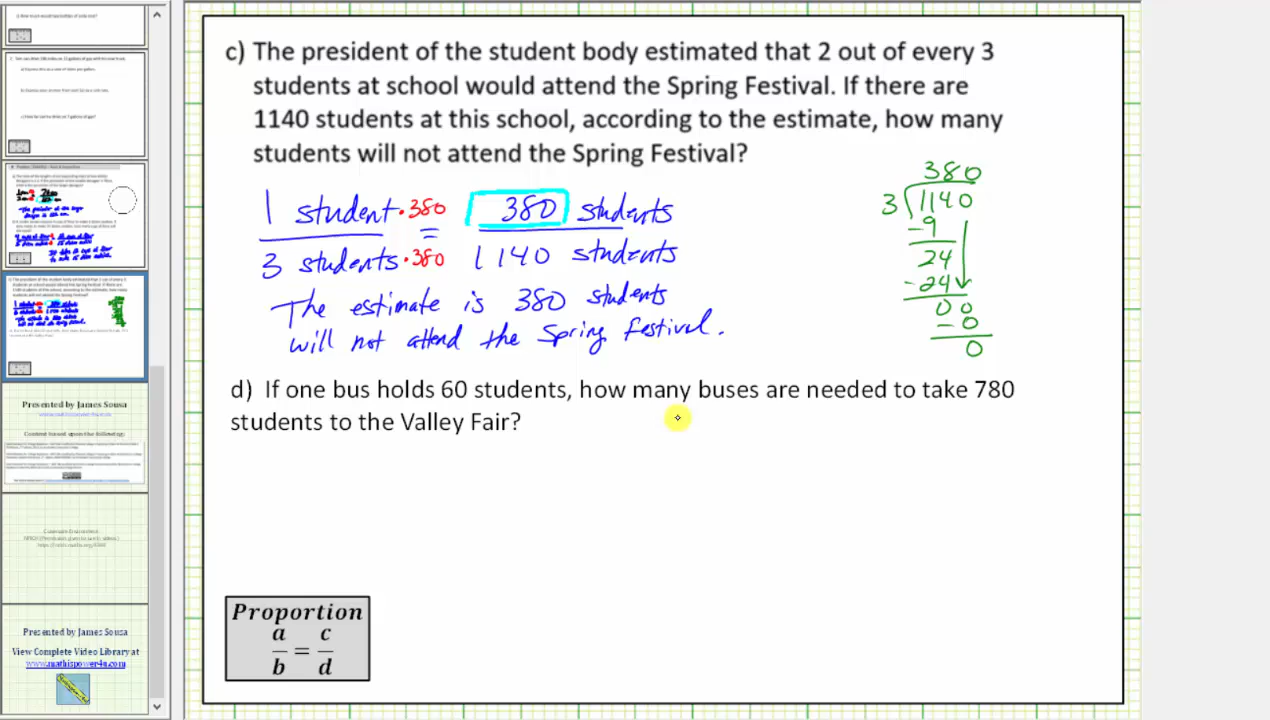 c) The president of the student body estimated that 2 out of every 3
students at school would attend the Spring Festival. If there are
1140 students at this school, according to the estimate, how many
students will not attend the Spring Festival?
1 student · 380 = 380 students
3 students · 380 1140 students
The estimate is 380 students
will not attend the Spring Festival.
380
3 1140
- 9
24
- 24
0 0
- 0
0
d) If one bus holds 60 students, how many buses are needed to take 780
students to the Valley Fair?
Proportion
a c
= 
b d
Presented by James Sousa
Presented by James Sousa
View Complete Video Library at
www.mathispower4u.com